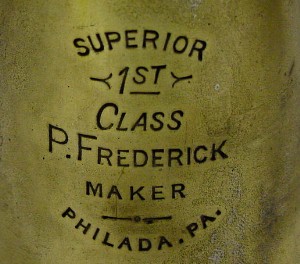 SUPERIOR
1ST
CLASS
P. FREDERICK
MAKER
PHILADA. PA.